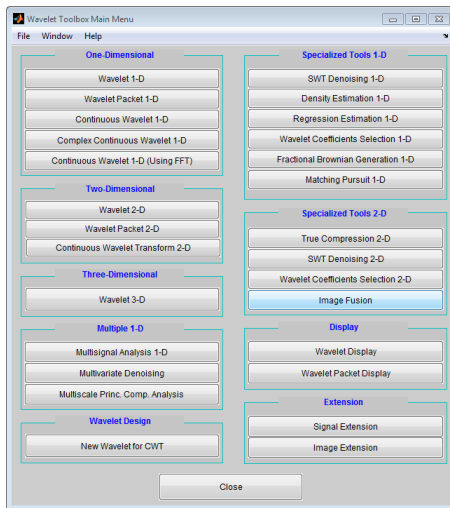 Wavelet Toolbox Main Menu
File Window Help
One-Dimensional
Wavelet 1-D
Wavelet Packet 1-D
Continuous Wavelet 1-D
Complex Continuous Wavelet 1-D
Continuous Wavelet 1-D (Using FFT)
Two-Dimensional
Wavelet 2-D
Wavelet Packet 2-D
Continuous Wavelet Transform 2-D
Three-Dimensional
Wavelet 3-D
Multiple 1-D
Multisignal Analysis 1-D
Multivariate Denoising
Multiscale Princ. Comp. Analysis
Wavelet Design
New Wavelet for CWT
Specialized Tools 1-D
SWT Denoising 1-D
Density Estimation 1-D
Regression Estimation 1-D
Wavelet Coefficients Selection 1-D
Fractional Brownian Generation 1-D
Matching Pursuit 1-D
Specialized Tools 2-D
True Compression 2-D
SWT Denoising 2-D
Wavelet Coefficients Selection 2-D
Image Fusion
Display
Wavelet Display
Wavelet Packet Display
Extension
Signal Extension
Image Extension
Close